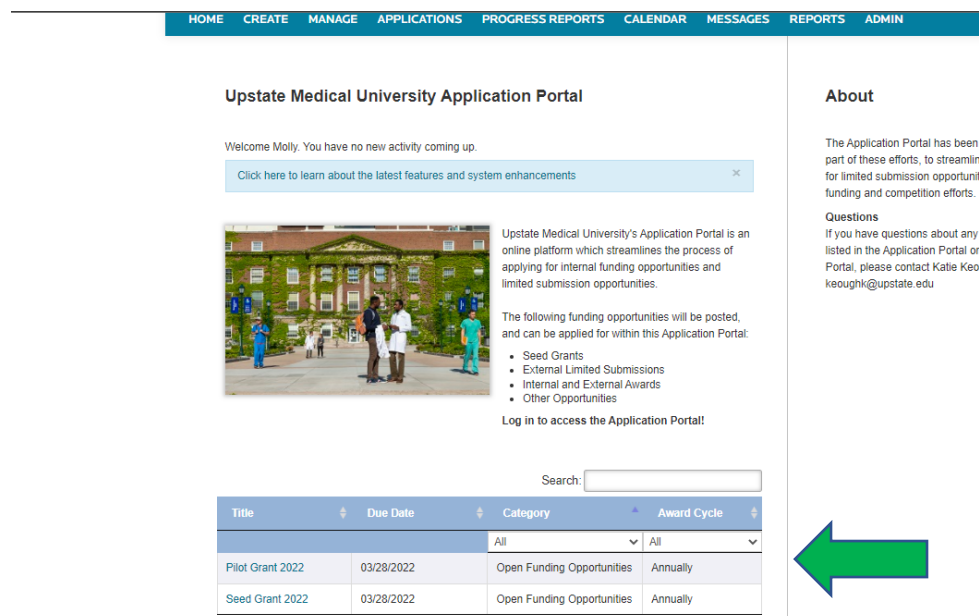 HOME CREATE MANAGE APPLICATIONS PROGRESS REPORTS CALENDAR MESSAGES REPORTS ADMIN
Upstate Medical University Application Portal
Welcome Molly. You have no new activity coming up.
Click here to learn about the latest features and system enhancements ×
Upstate Medical University's Application Portal is an
online platform which streamlines the process of
applying for internal funding opportunities and
limited submission opportunities.
The following funding opportunities will be posted,
and can be applied for within this Application Portal:
• Seed Grants
• External Limited Submissions
• Internal and External Awards
• Other Opportunities
Log in to access the Application Portal!
Search:
Title Due Date Category Award Cycle
All All
Pilot Grant 2022 03/28/2022 Open Funding Opportunities Annually
Seed Grant 2022 03/28/2022 Open Funding Opportunities Annually
About
The Application Portal has been
part of these efforts, to streamlin
for limited submission opportunit
funding and competition efforts.
Questions
If you have questions about any
listed in the Application Portal or
Portal, please contact Katie Keo
keoughk@upstate.edu